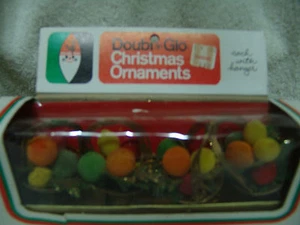 Doubl-Glo
Christmas
Ornaments
each
with
hanger